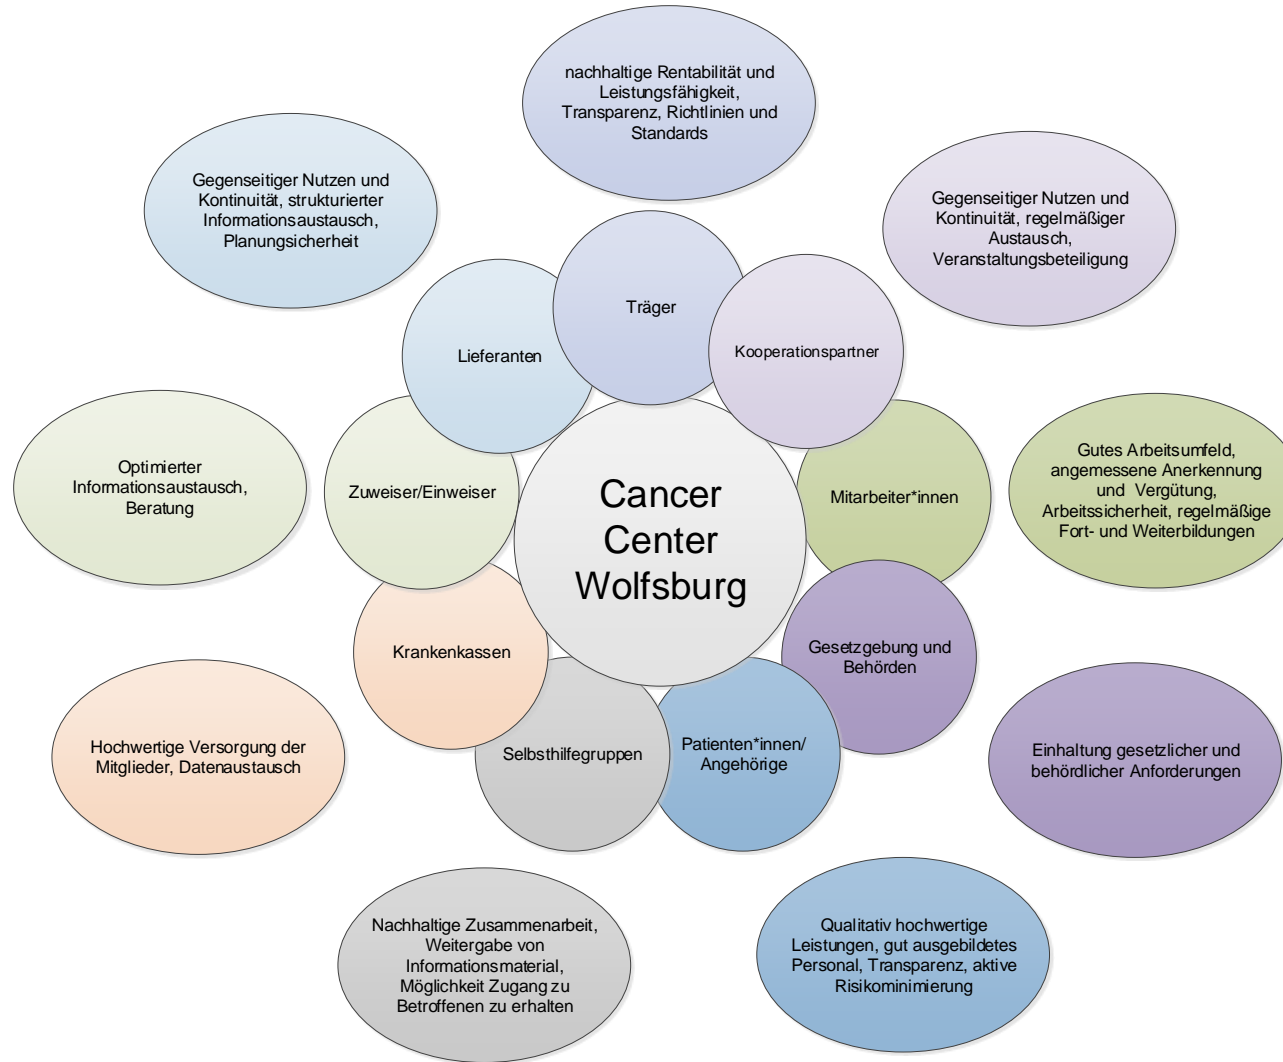 nachhaltige Rentabilität und
Leistungsfähigkeit,
Transparenz, Richtlinien und
Standards
Gegenseitiger Nutzen und
Kontinuität, strukturierter
Informationsaustausch,
Planungsicherheit
Gegenseitiger Nutzen und
Kontinuität, regelmäßiger
Austausch,
Veranstaltungsbeteiligung
Träger
Lieferanten
Kooperationspartner
Optimierter
Informationsaustausch,
Beratung
Zuweiser/Einweiser
Cancer
Center
Wolfsburg
Mitarbeiter*innen
Gutes Arbeitsumfeld,
angemessene Anerkennung
und Vergütung,
Arbeitssicherheit, regelmäßige
Fort- und Weiterbildungen
Krankenkassen
Gesetzgebung und
Behörden
Hochwertige Versorgung der
Mitglieder, Datenaustausch
Selbsthilfegruppen
Patienten*innen/
Angehörige
Einhaltung gesetzlicher und
behördlicher Anforderungen
Nachhaltige Zusammenarbeit,
Weitergabe von
Informationsmaterial,
Möglichkeit Zugang zu
Betroffenen zu erhalten
Qualitativ hochwertige
Leistungen, gut ausgebildetes
Personal, Transparenz, aktive
Risikominimierung